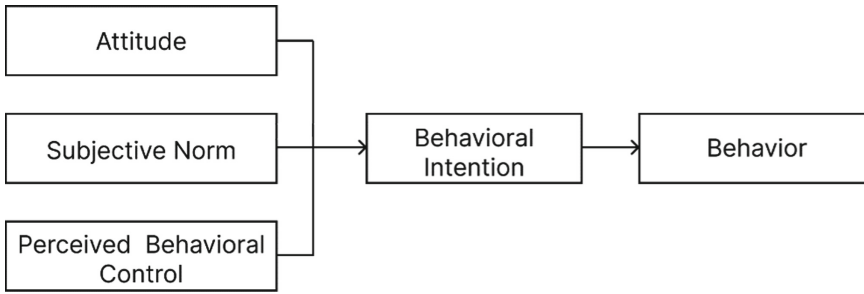 Attitude
Subjective Norm
Perceived Behavioral
Control
Behavioral
Intention
Behavior